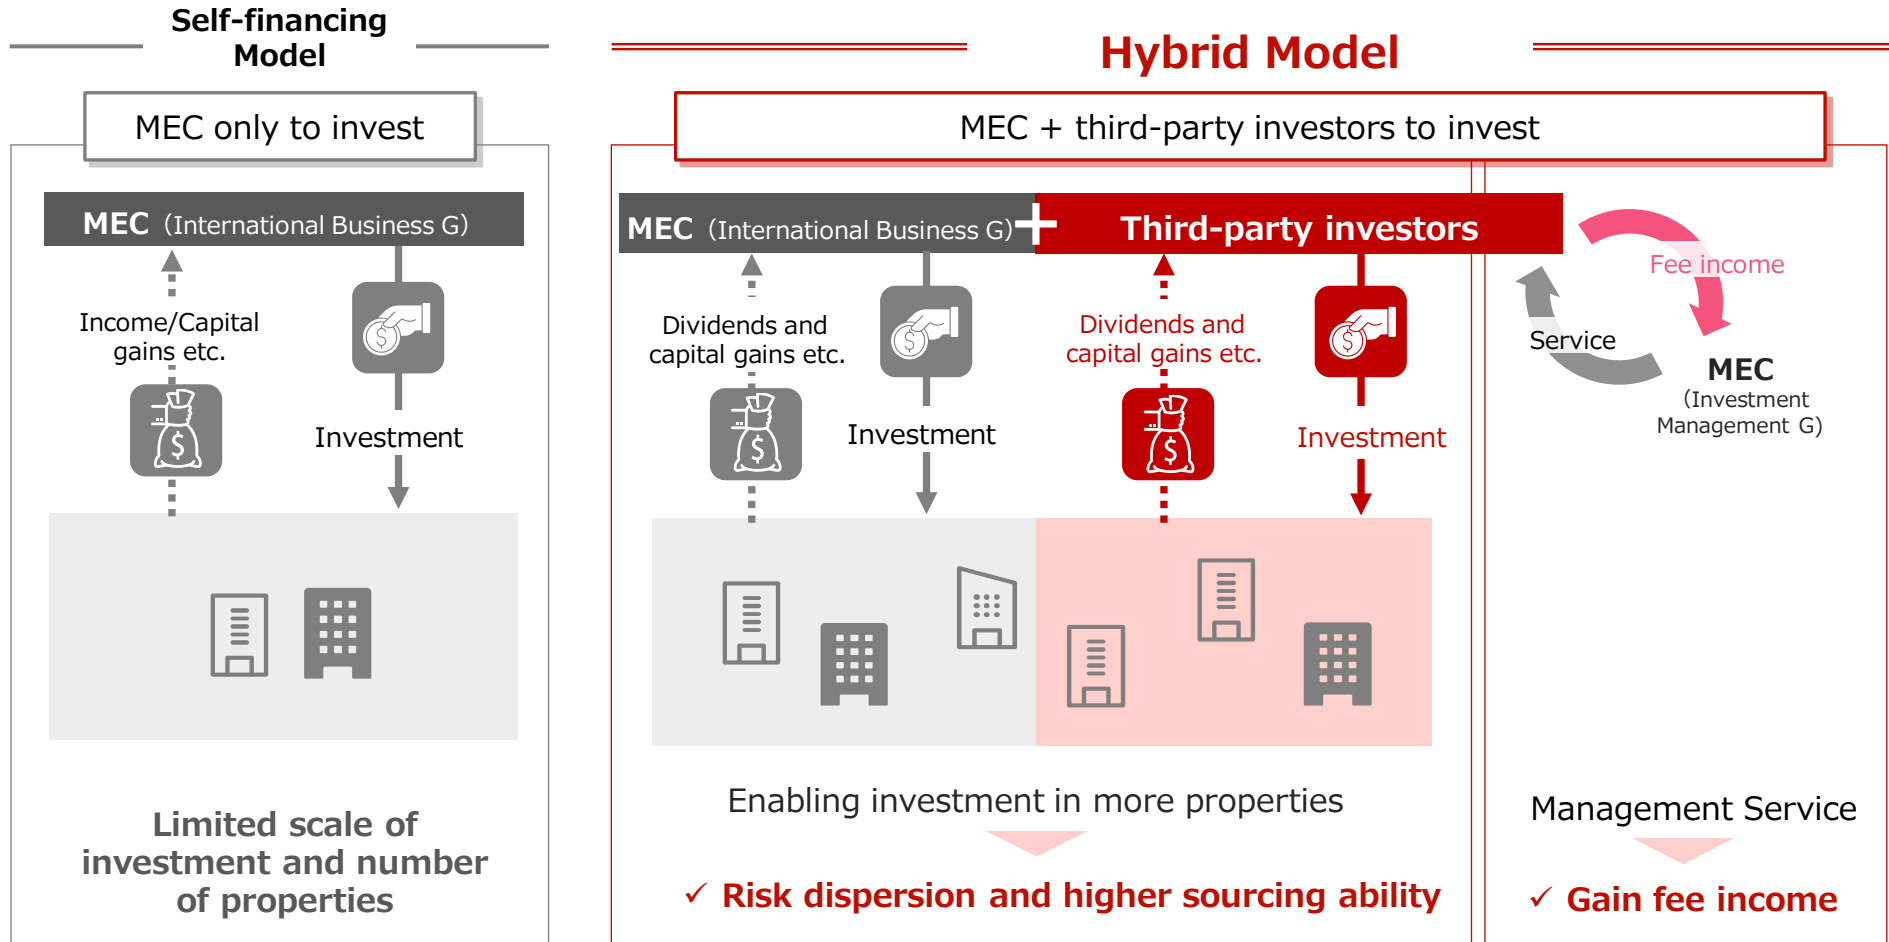 Self-financing
Model
MEC only to invest
MEC（International Business G）
Income/Capital
gains etc.
$
$
Investment
Limited scale of
investment and number
of properties
Hybrid Model
MEC + third-party investors to invest
MEC（International Business G）
+
Third-party investors
Dividends and
capital gains etc.
$
$
Investment
Dividends and
capital gains etc.
$
$
Investment
Enabling investment in more properties
✓ Risk dispersion and higher sourcing ability
Fee income
Service
MEC
（Investment
Management G）
Management Service
✓ Gain fee income